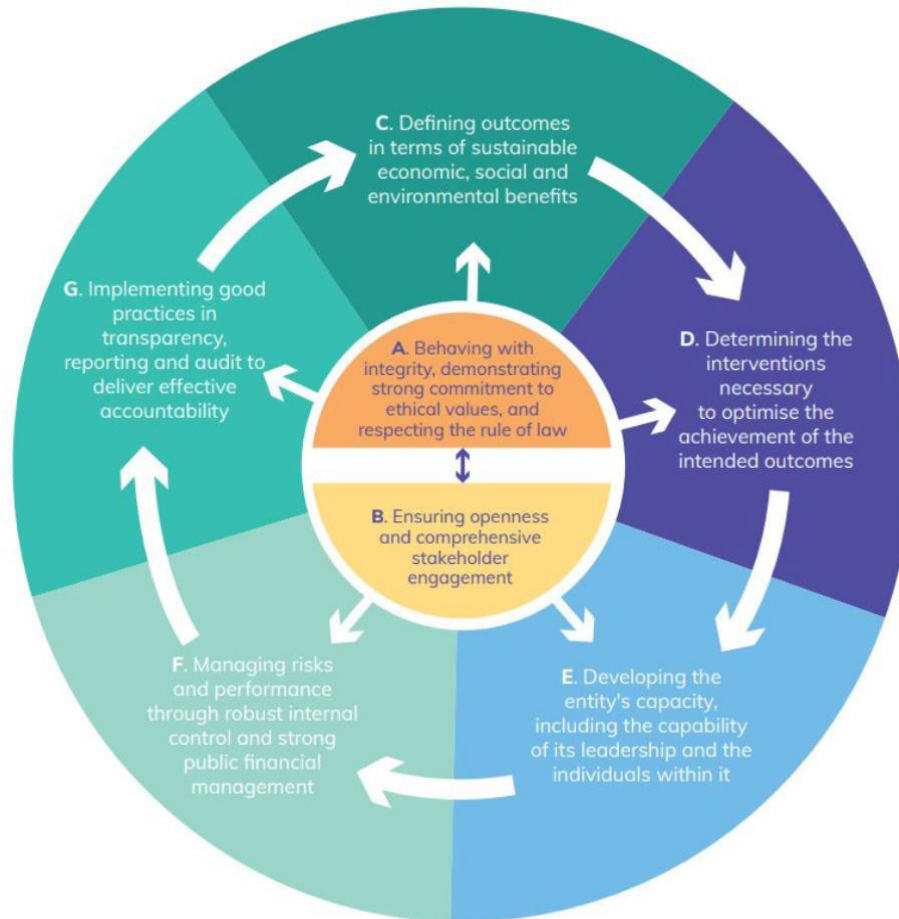 C. Defining outcomes
in terms of sustainable
economic, social and
environmental benefits
G. Implementing good
practices in
transparency,
reporting and audit to
deliver effective
accountability
A. Behaving with
integrity, demonstrating
strong commitment to
ethical values, and
respecting the rule of law
D. Determining the
interventions
necessary
to optimise the
achievement of the
intended outcomes
B. Ensuring openness
and comprehensive
stakeholder
engagement
F. Managing risks
and performance
through robust internal
control and strong
public financial
management
E. Developing the
entity's capacity,
including the capability
of its leadership and the
individuals within it